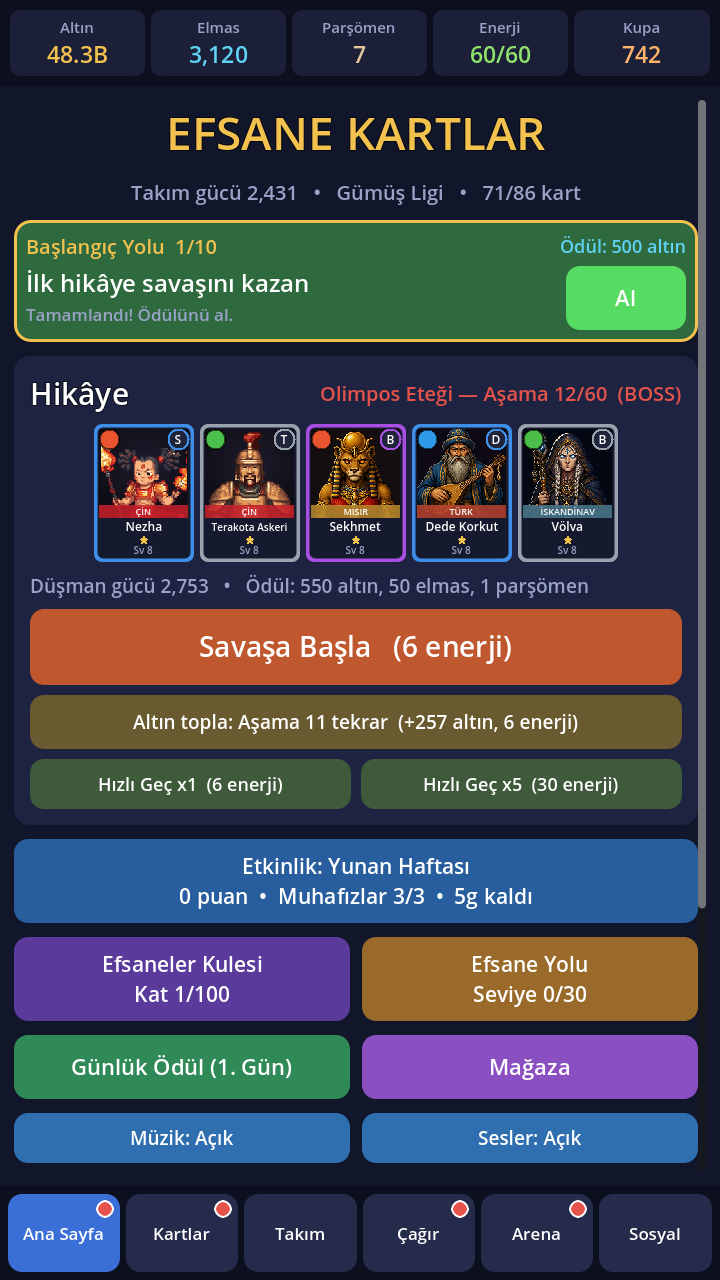 Altın
48.3B
Elmas
3,120
Parşömen
7
Enerji
60/60
Kupa
742
EFSANE KARTLAR
Takım gücü 2,431 • Gümüş Ligi • 71/86 kart
Başlangıç Yolu 1/10
Ödül: 500 altın
İlk hikâye savaşını kazan
Tamamlandı! Ödülünü al.
Al
Hikâye
Olimpos Eteği — Aşama 12/60 (BOSS)
S
ÇİN
Nezha
Sv 8
T
ÇİN
Terakota Askeri
Sv 8
B
MISIR
Sekhmet
Sv 8
D
TÜRK
Dede Korkut
Sv 8
B
İSKANDİNAV
Völva
Sv 8
Düşman gücü 2,753 • Ödül: 550 altın, 50 elmas, 1 parşömen
Savaşa Başla (6 enerji)
Altın topla: Aşama 11 tekrar (+257 altın, 6 enerji)
Hızlı Geç x1 (6 enerji)
Hızlı Geç x5 (30 enerji)
Etkinlik: Yunan Haftası
0 puan • Muhafızlar 3/3 • 5g kaldı
Efsaneler Kulesi
Kat 1/100
Efsane Yolu
Seviye 0/30
Günlük Ödül (1. Gün)
Mağaza
Müzik: Açık
Sesler: Açık
Ana Sayfa
Kartlar
Takım
Çağır
Arena
Sosyal